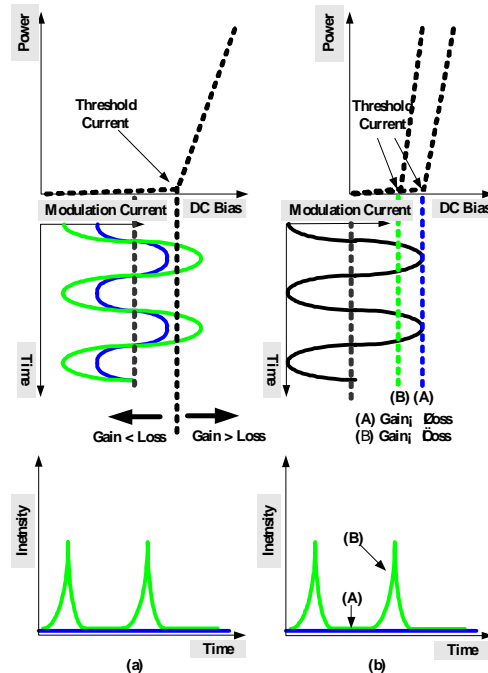 Power
Threshold
Current
Modulation Current
DC Bias
Time
Gain < Loss
Gain > Loss
Inetnsity
Time
(a)
Power
Threshold
Current
Modulation Current
DC Bias
Time
(B) (A)
(A) Gain¡
(B) Gain¡
Inetnsity
(B)
(A)
Time
(b)